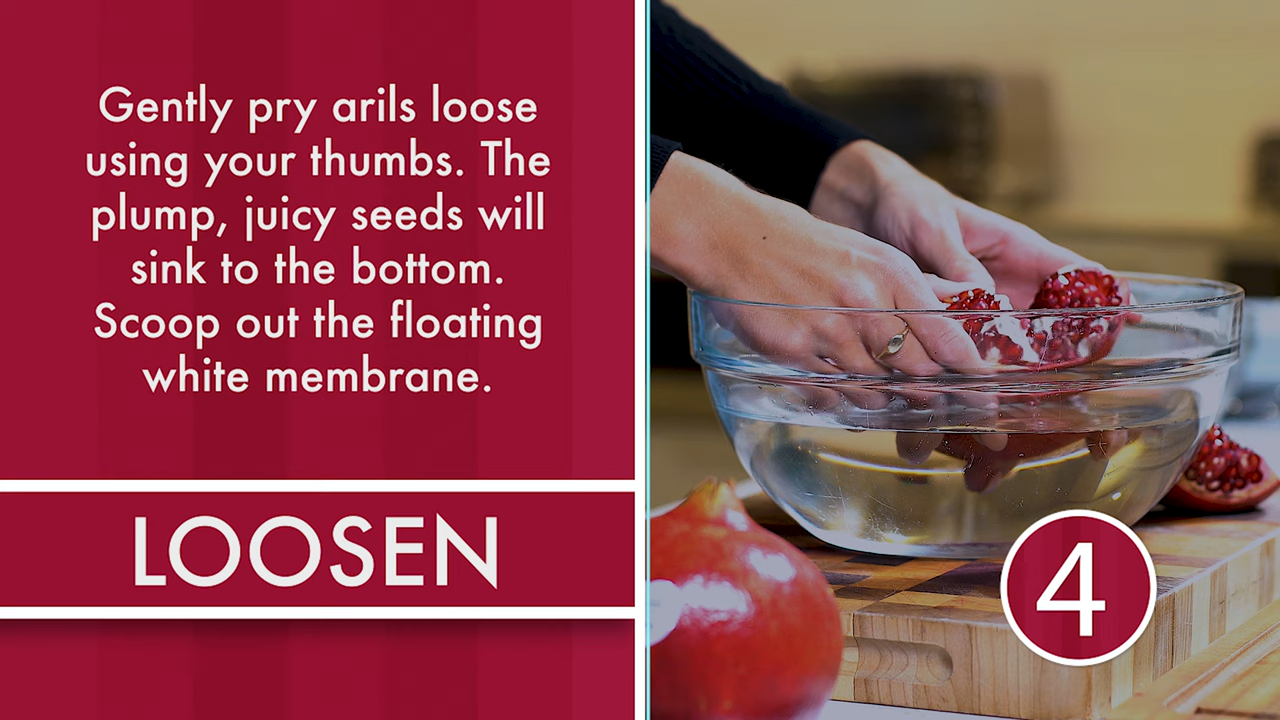 Gently pry arils loose
using your thumbs. The
plump, juicy seeds will
sink to the bottom.
Scoop out the floating
white membrane.
LOOSEN
4